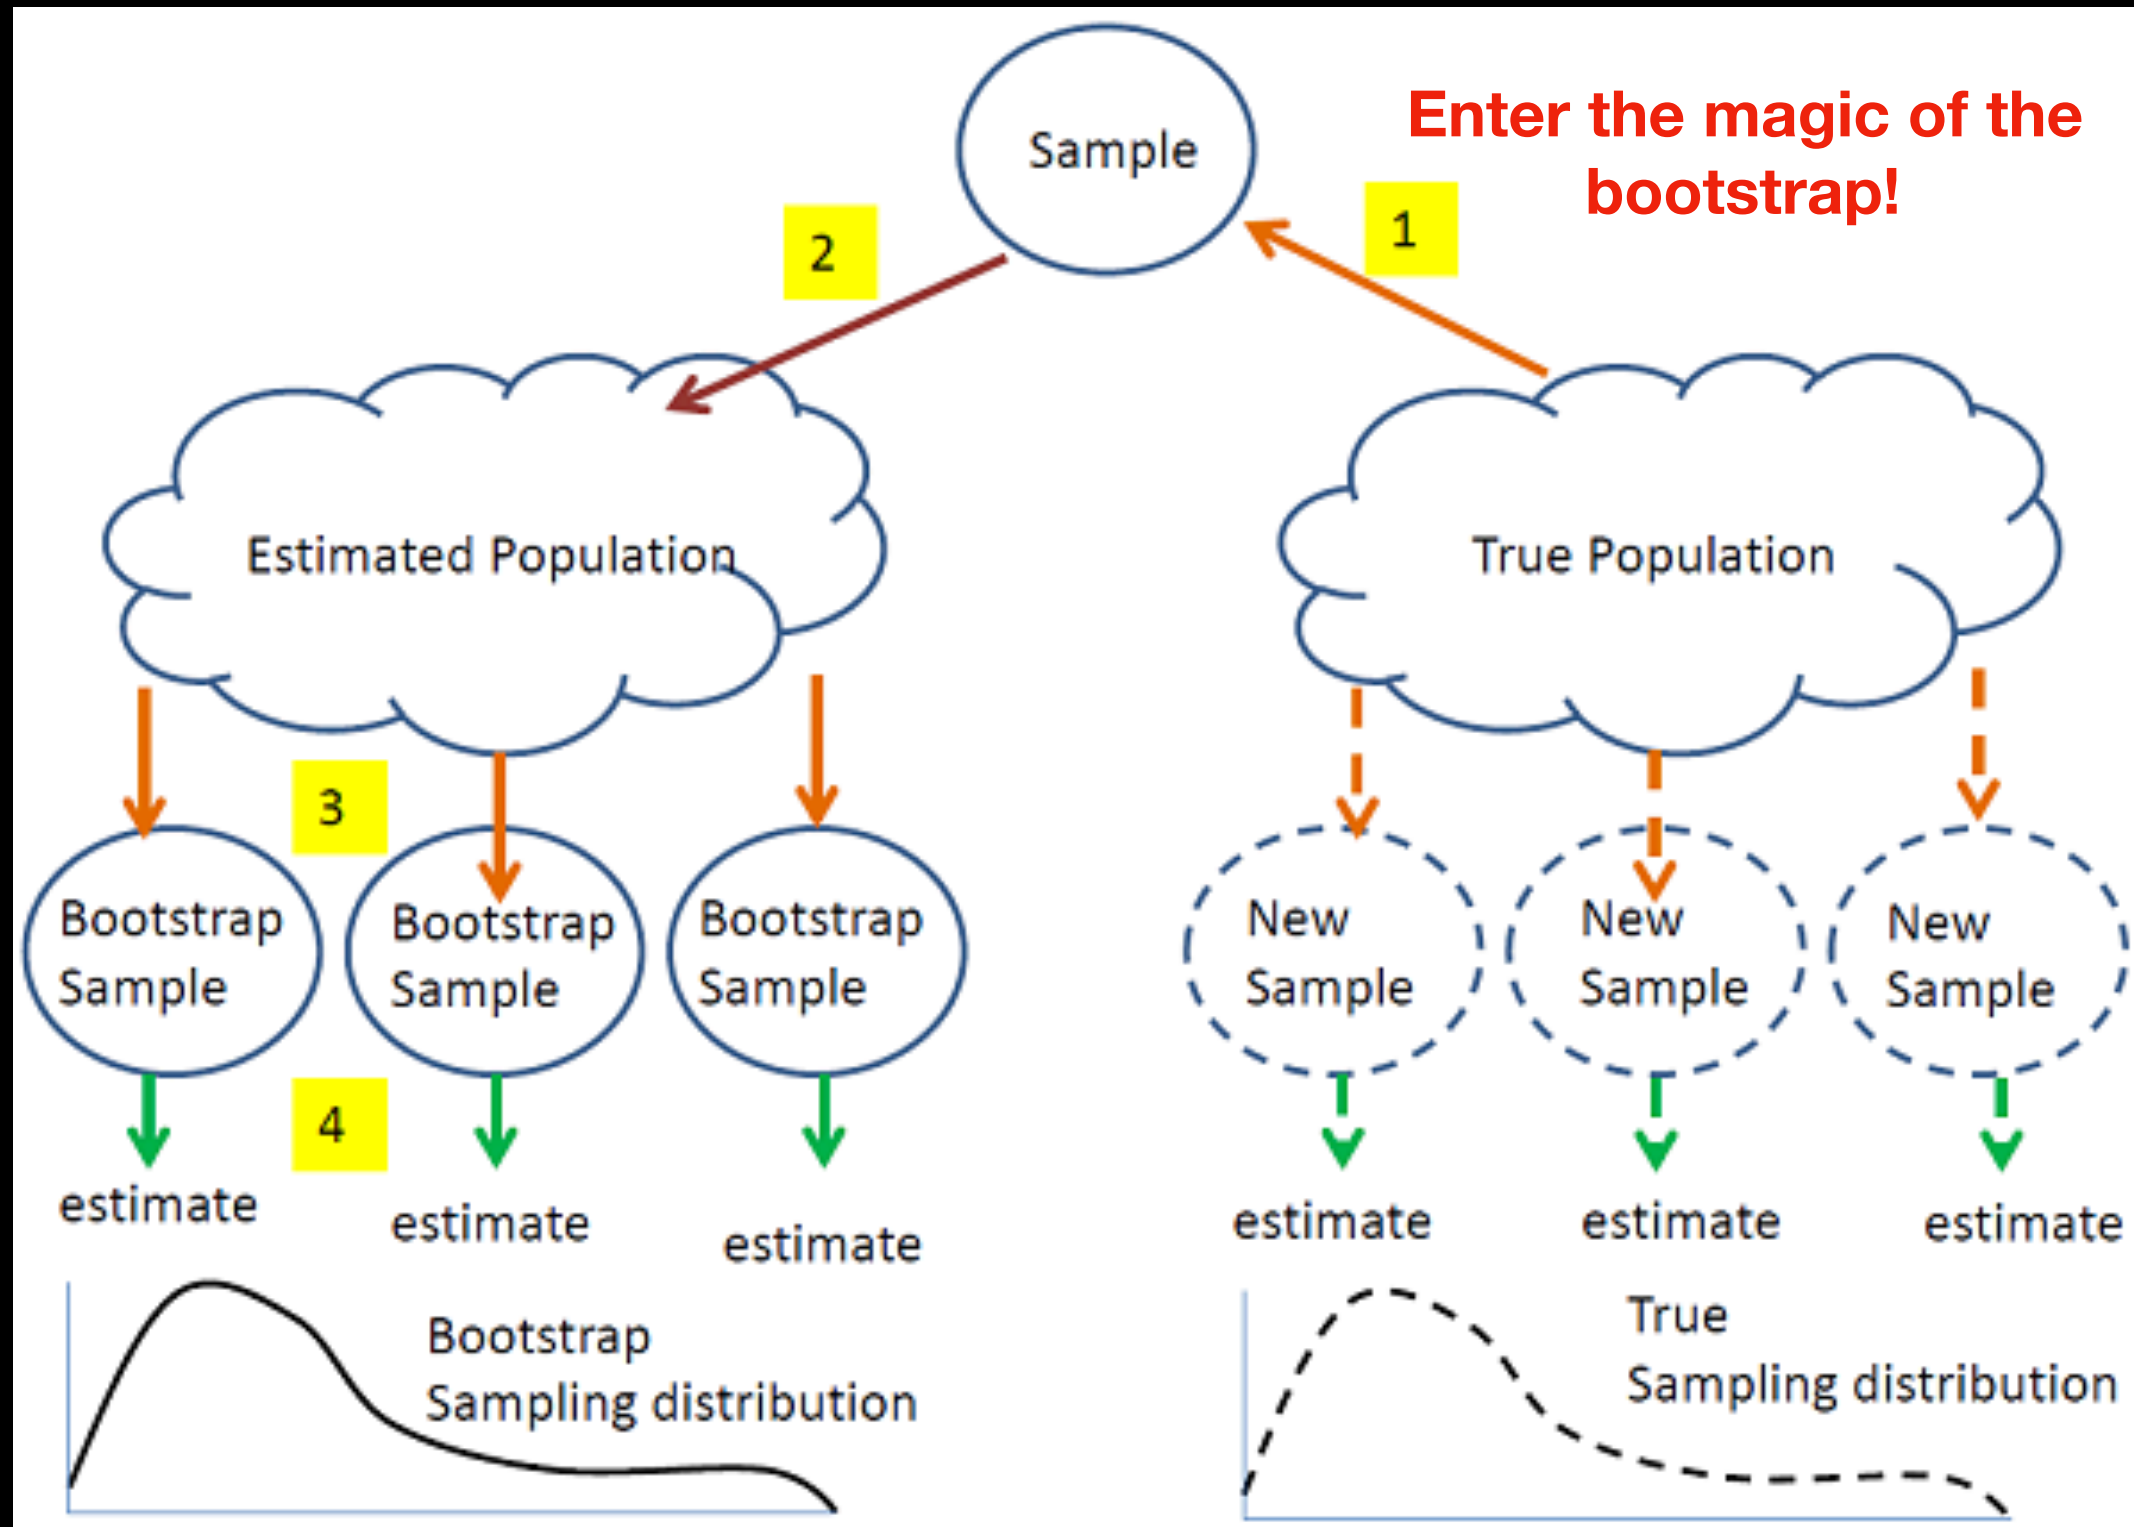 Sample
Enter the magic of the
bootstrap!
1
2
Estimated Population
True Population
3
Bootstrap
Sample
Bootstrap
Sample
Bootstrap
Sample
New
Sample
New
Sample
New
Sample
4
estimate
estimate
estimate
estimate
estimate
estimate
Bootstrap
Sampling distribution
True
Sampling distribution